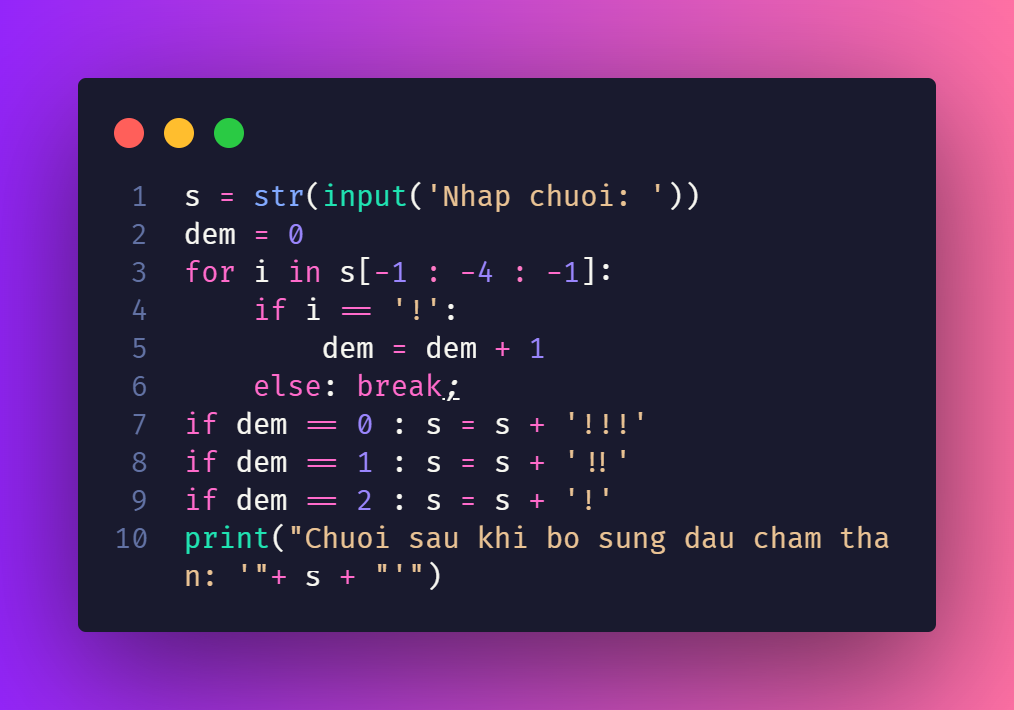 1 s = str(input('Nhap chuoi: '))
2 dem = 0
3 for i in s[-1 : -4 : -1]:
4     if i == '!':
5         dem = dem + 1
6     else: break;
7 if dem == 0 : s = s + '!!!'
8 if dem == 1 : s = s + '!!'
9 if dem == 2 : s = s + '!'
10 print("Chuoi sau khi bo sung dau cham tha
n: '"+ s + "'")